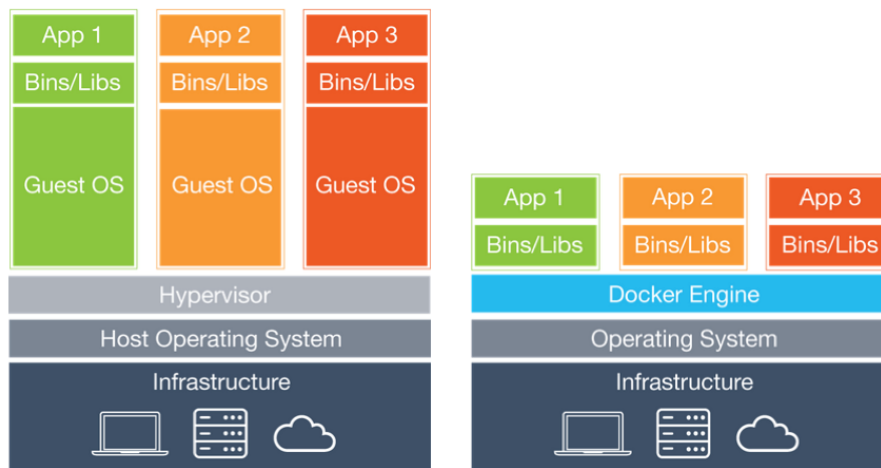 App 1
App 2
App 3
Bins/Libs
Bins/Libs
Bins/Libs
Guest OS
Guest OS
Guest OS
Hypervisor
Host Operating System
Infrastructure
App 1
App 2
App 3
Bins/Libs
Bins/Libs
Bins/Libs
Docker Engine
Operating System
Infrastructure